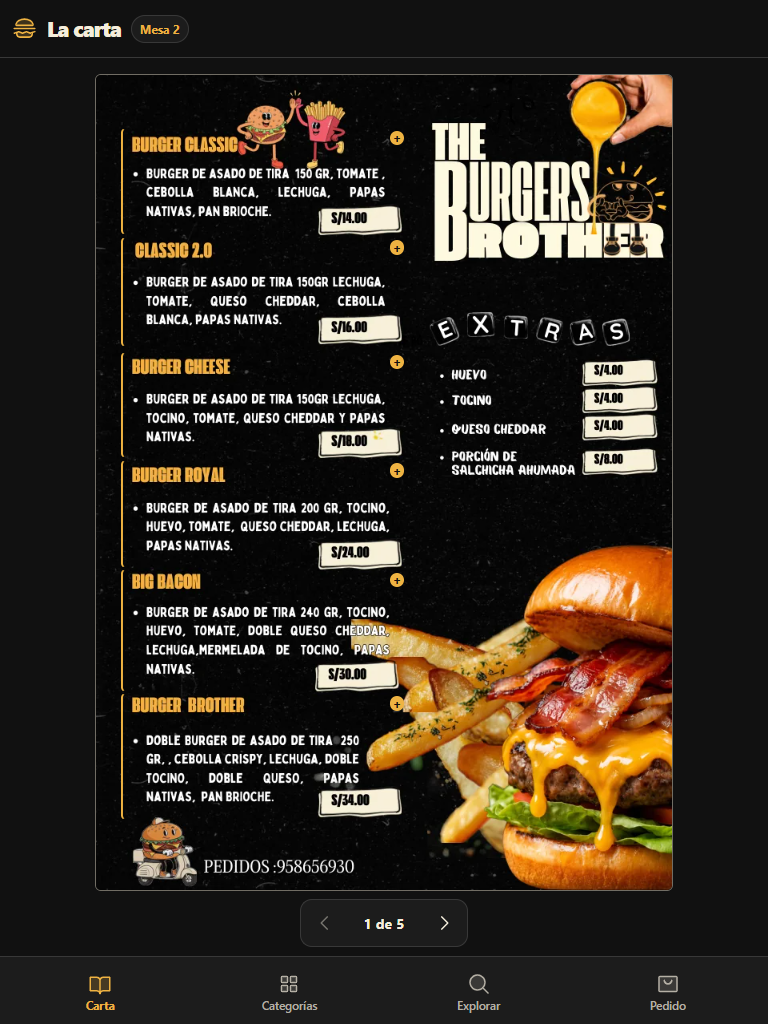 La carta
Mesa 2
BURGER CLASSIC
• BURGER DE ASADO DE TIRA 150 GR, TOMATE ,
CEBOLLA BLANCA, LECHUGA, PAPAS
NATIVAS, PAN BRIOCHE.
S/14.00
CLASSIC 2.0
• BURGER DE ASADO DE TIRA 150GR LECHUGA,
TOMATE, QUESO CHEDDAR, CEBOLLA
BLANCA, PAPAS NATIVAS.
S/16.00
BURGER CHEESE
• BURGER DE ASADO DE TIRA 150GR LECHUGA,
TOCINO, TOMATE, QUESO CHEDDAR Y PAPAS
NATIVAS.
S/18.00
BURGER ROYAL
• BURGER DE ASADO DE TIRA 200 GR, TOCINO,
HUEVO, TOMATE, QUESO CHEDDAR, LECHUGA,
PAPAS NATIVAS.
S/24.00
BIG BACON
• BURGER DE ASADO DE TIRA 240 GR, TOCINO,
HUEVO, TOMATE, DOBLE QUESO CHEDDAR,
LECHUGA,MERMELADA DE TOCINO, PAPAS
NATIVAS.
S/30.00
BURGER BROTHER
• DOBLE BURGER DE ASADO DE TIRA 250
GR, , CEBOLLA CRISPY, LECHUGA, DOBLE
TOCINO, DOBLE QUESO, PAPAS
NATIVAS, PAN BRIOCHE.
S/34.00
PEDIDOS :958656930
THE
BURGERS
BROTHER
EXTRAS
• HUEVO S/4.00
• TOCINO S/4.00
• QUESO CHEDDAR S/4.00
• PORCIÓN DE
SALCHICHA AHUMADA S/8.00
1 de 5
Carta
Categorías
Explorar
Pedido